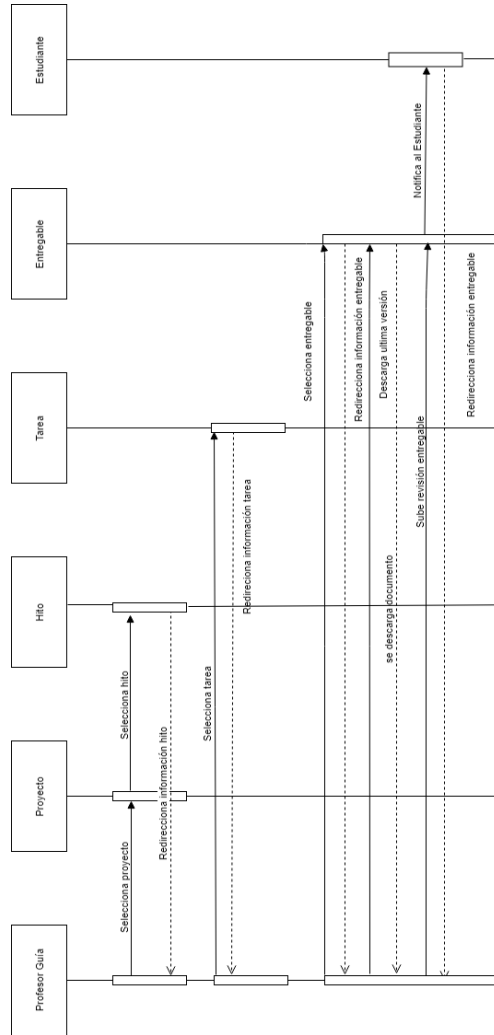 Profesor Guía
Proyecto
Hito
Tarea
Entregable
Estudiante
Selecciona proyecto
Selecciona hito
Redirecciona información hito
Selecciona tarea
Redireciona información tarea
Selecciona entregable
Redirecciona información entregable
Descarga ultima versión
se descarga documento
Sube revisión entregable
Notifica al Estudiante
Redirecciona información entregable